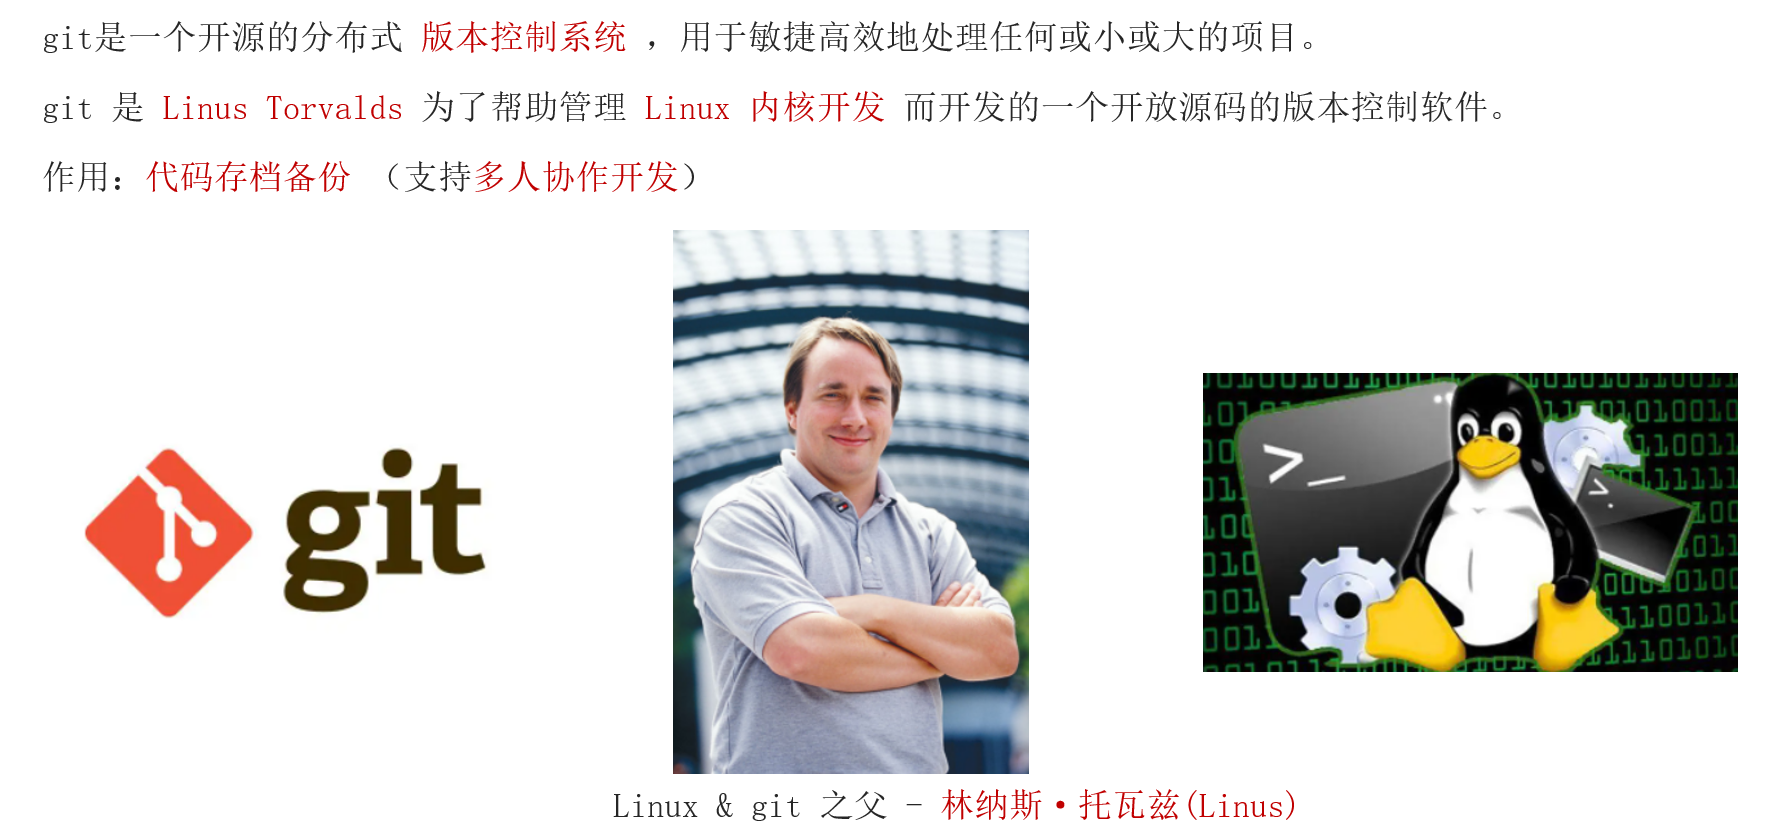 git是一个开源的分布式 版本控制系统 ，用于敏捷高效地处理任何或小或大的项目。
git 是 Linus Torvalds 为了帮助管理 Linux 内核开发 而开发的一个开放源码的版本控制软件。
作用：代码存档备份 （支持多人协作开发）
git
>_
Linux & git 之父 - 林纳斯·托瓦兹(Linus)